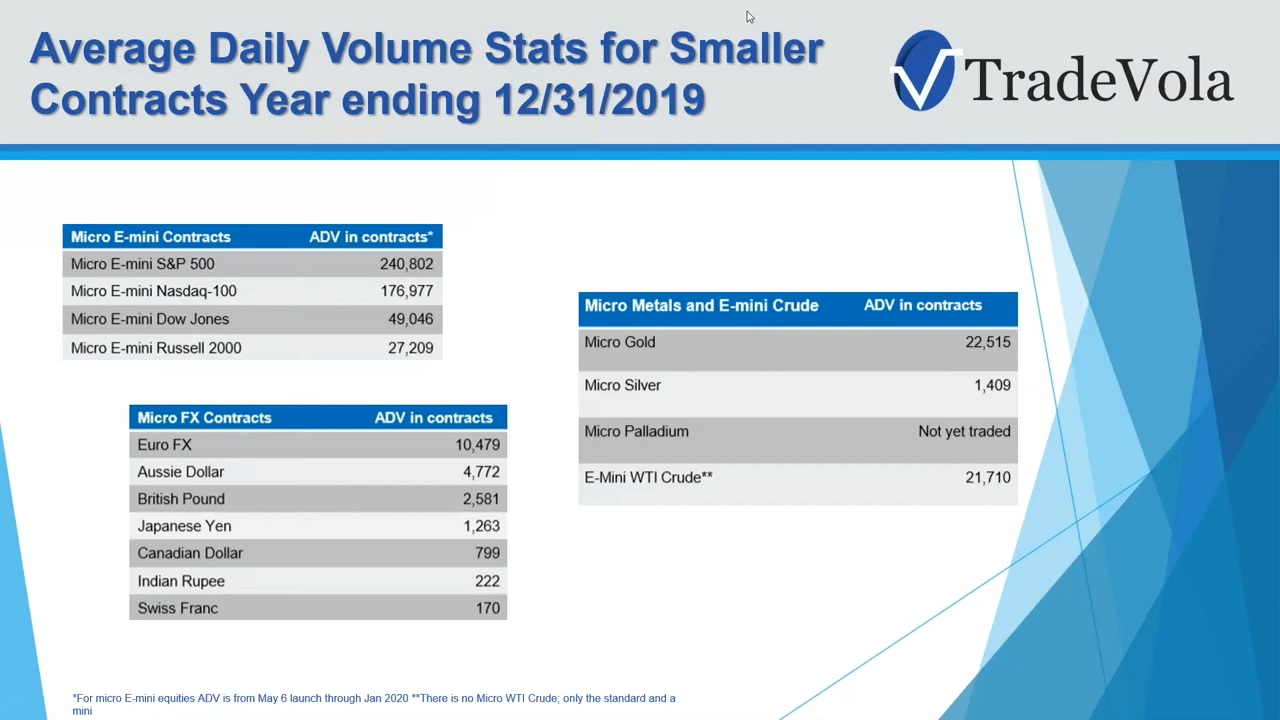 Average Daily Volume Stats for Smaller
Contracts Year ending 12/31/2019
TradeVola
Micro E-mini Contracts ADV in contracts*
Micro E-mini S&P 500 240,802
Micro E-mini Nasdaq-100 176,977
Micro E-mini Dow Jones 49,046
Micro E-mini Russell 2000 27,209
Micro FX Contracts ADV in contracts
Euro FX 10,479
Aussie Dollar 4,772
British Pound 2,581
Japanese Yen 1,263
Canadian Dollar 799
Indian Rupee 222
Swiss Franc 170
Micro Metals and E-mini Crude ADV in contracts
Micro Gold 22,515
Micro Silver 1,409
Micro Palladium Not yet traded
E-Mini WTI Crude** 21,710
*For micro E-mini equities ADV is from May 6 launch through Jan 2020 **There is no Micro WTI Crude; only the standard and a
mini